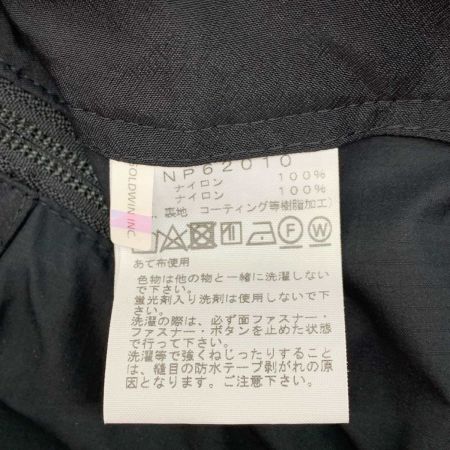 GOLDWIN INC
NP62010
ナイロン 100%
ナイロン 100%
裏地 コーティング等樹脂加工)
F W
あて布使用
色物は他の物と一緒に洗濯しない
で下さい。
蛍光剤入り洗剤は使用しないで下
さい。
洗濯の際は、必ず面ファスナー・
ファスナー・ボタンを止めた状態
で行って下さい。
洗濯等で強くねじったりすること
は、縫目の防水テープ剥がれの原
因となります。ご注意下さい。